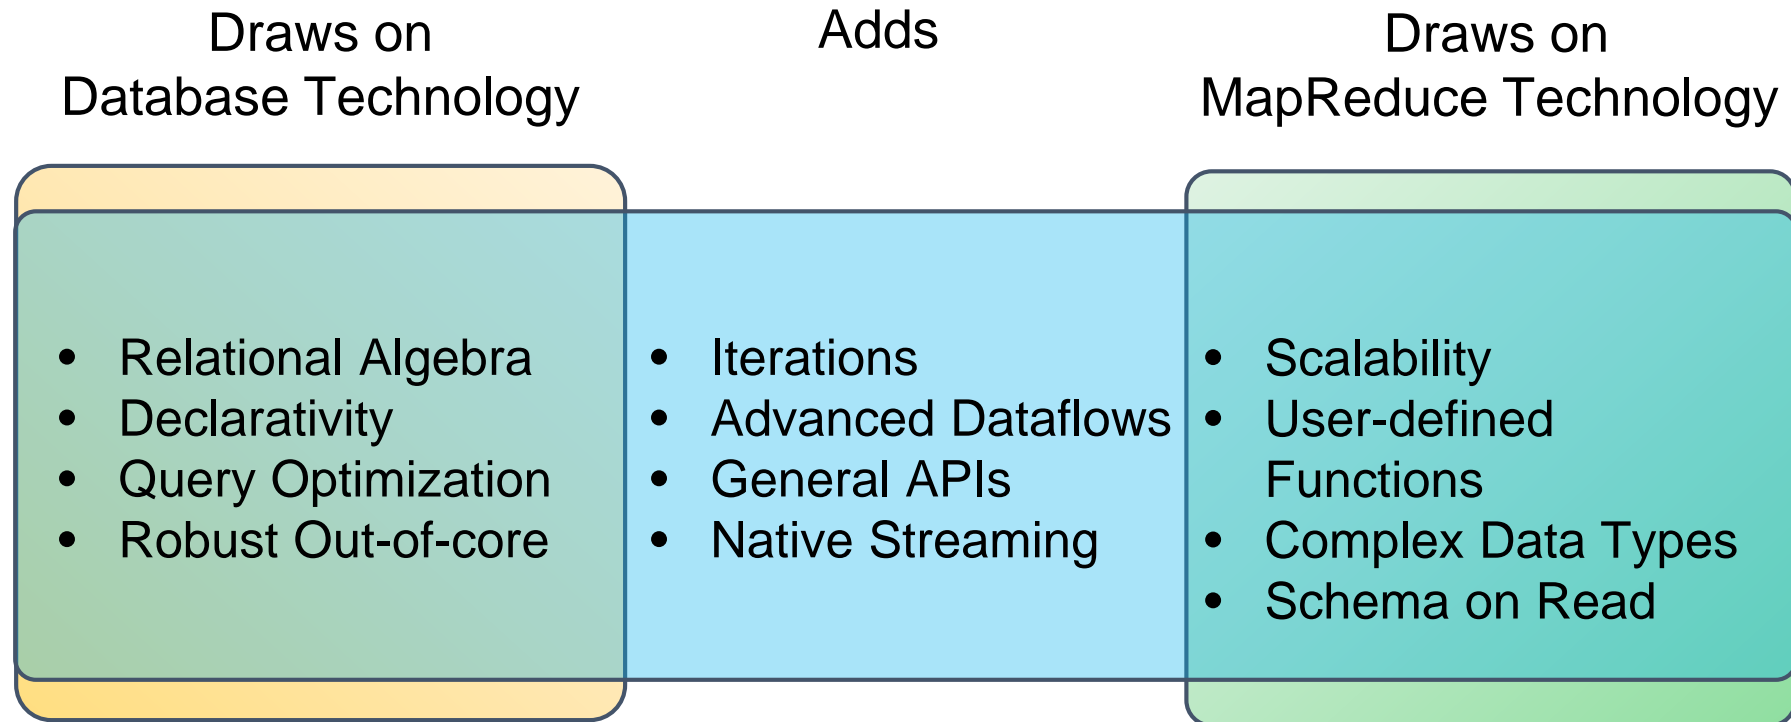 Draws on
Database Technology
Adds
Draws on
MapReduce Technology
• Relational Algebra
• Declarativity
• Query Optimization
• Robust Out-of-core
• Iterations
• Advanced Dataflows
• General APIs
• Native Streaming
• Scalability
• User-defined
Functions
• Complex Data Types
• Schema on Read